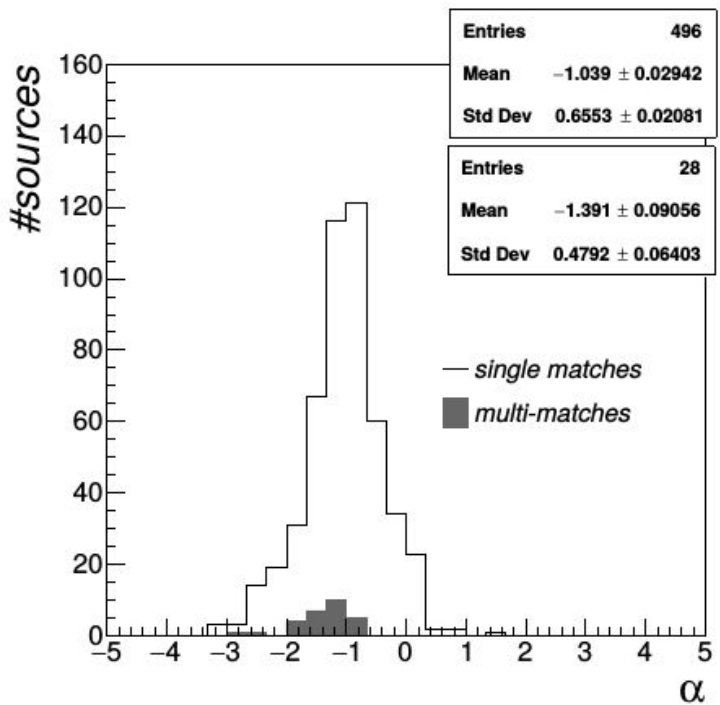 Entries 496
Mean −1.039 ± 0.02942
Std Dev 0.6553 ± 0.02081
Entries 28
Mean −1.391 ± 0.09056
Std Dev 0.4792 ± 0.06403
#sources
160
140
120
100
80
60
40
20
0
single matches
multi-matches
−5 −4 −3 −2 −1 0 1 2 3 4 5
α